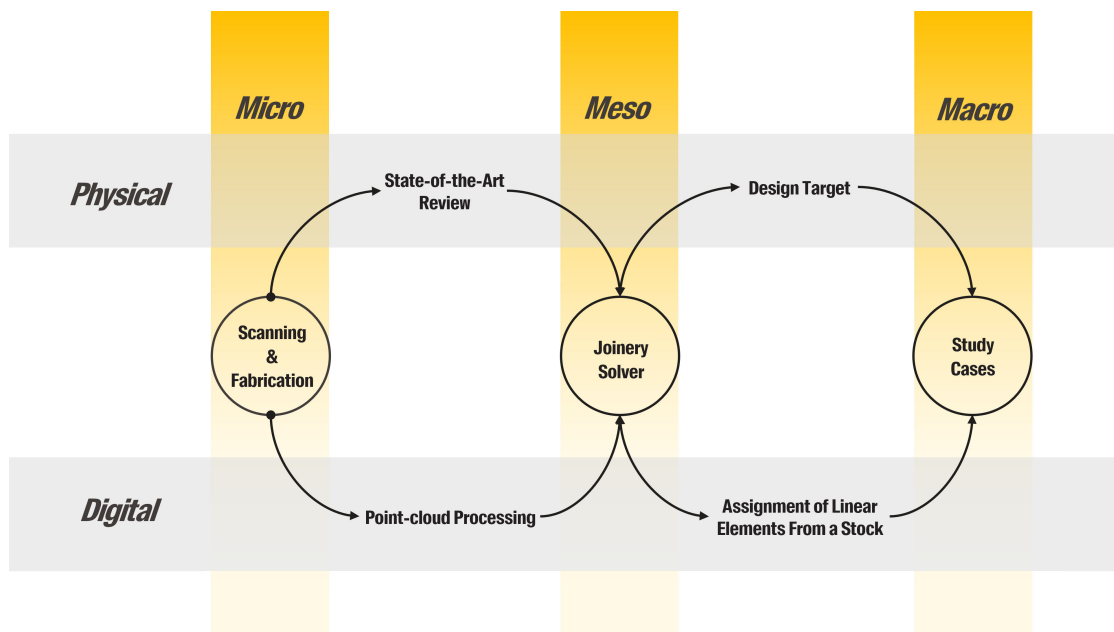 Micro
Meso
Macro
Physical
State-of-the-Art
Review
Design Target
Scanning
&
Fabrication
Joinery
Solver
Study
Cases
Digital
Point-cloud Processing
Assignment of Linear
Elements From a Stock